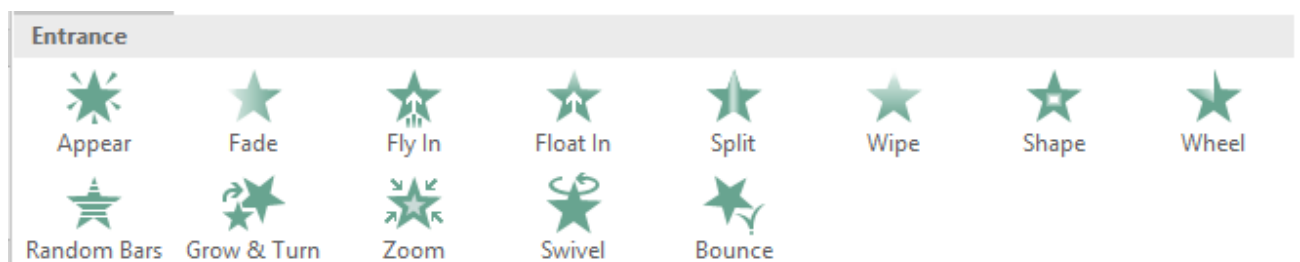 Entrance
Appear Fade Fly In Float In Split Wipe Shape Wheel
Random Bars Grow & Turn Zoom Swivel Bounce